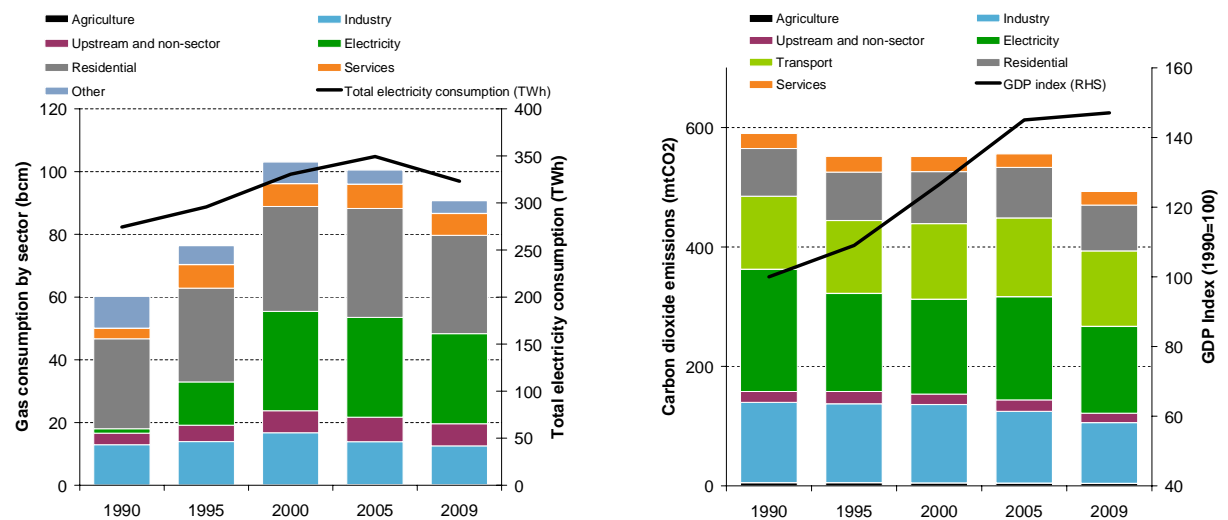 Agriculture
Industry
Upstream and non-sector
Electricity
Residential
Services
Other
Total electricity consumption (TWh)
Gas consumption by sector (bcm)
120
100
80
60
40
20
0
400
350
300
250
200
150
100
50
0
Total electricity consumption (TWh)
1990 1995 2000 2005 2009
Agriculture
Industry
Upstream and non-sector
Electricity
Transport
Residential
Services
GDP index (RHS)
Carbon dioxide emissions (mtCO2)
600
400
200
0
160
140
120
100
80
60
40
GDP Index (1990=100)
1990 1995 2000 2005 2009